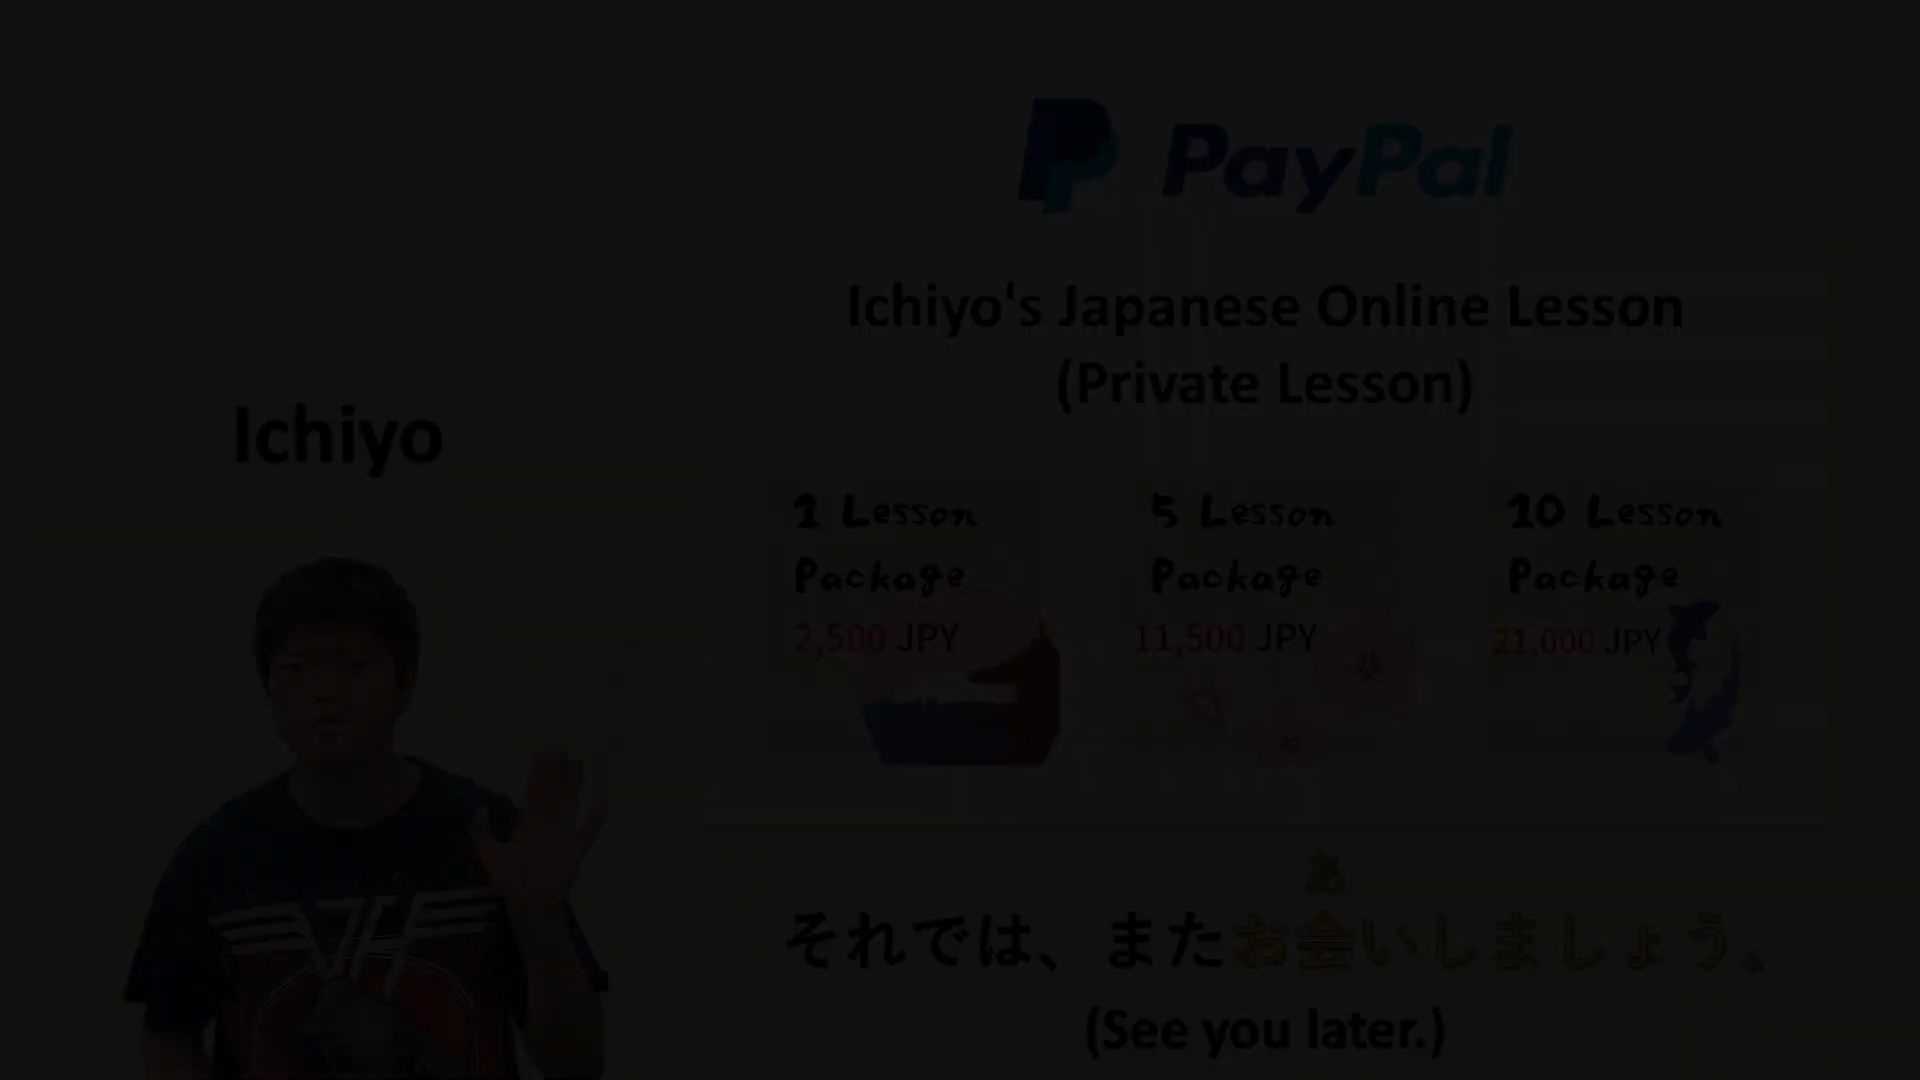 PayPal
Ichiyo's Japanese Online Lesson
(Private Lesson)
Ichiyo
1 Lesson
Package
2,500 JPY
5 Lesson
Package
11,500 JPY
10 Lesson
Package
21,000 JPY
あ
それでは、またお会いしましょう。
(See you later.)